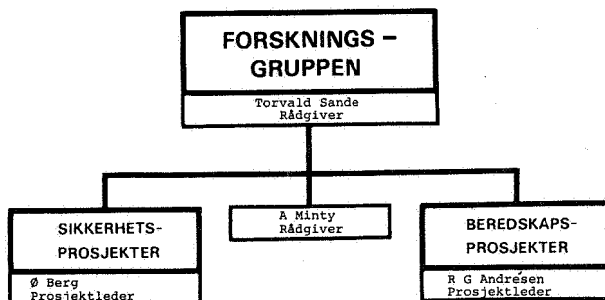 FORSKNINGS –
GRUPPEN
Torvald Sande
Rådgiver
SIKKERHETS-
PROSJEKTER
Ø Berg
Prosjektleder
A Minty
Rådgiver
BEREDSKAPS-
PROSJEKTER
R G Andresen
Prosjektleder